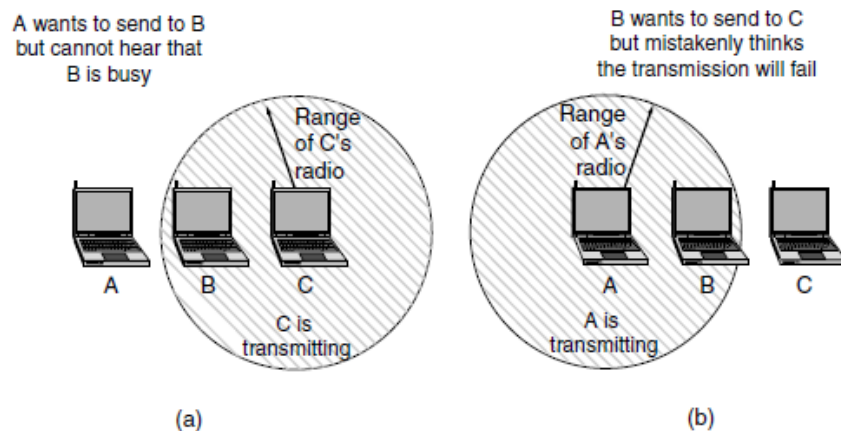 A wants to send to B
but cannot hear that
B is busy
Range
of C's
radio
A
B
C
C is
transmitting
(a)
B wants to send to C
but mistakenly thinks
the transmission will fail
Range
of A's
radio
A
B
C
A is
transmitting
(b)